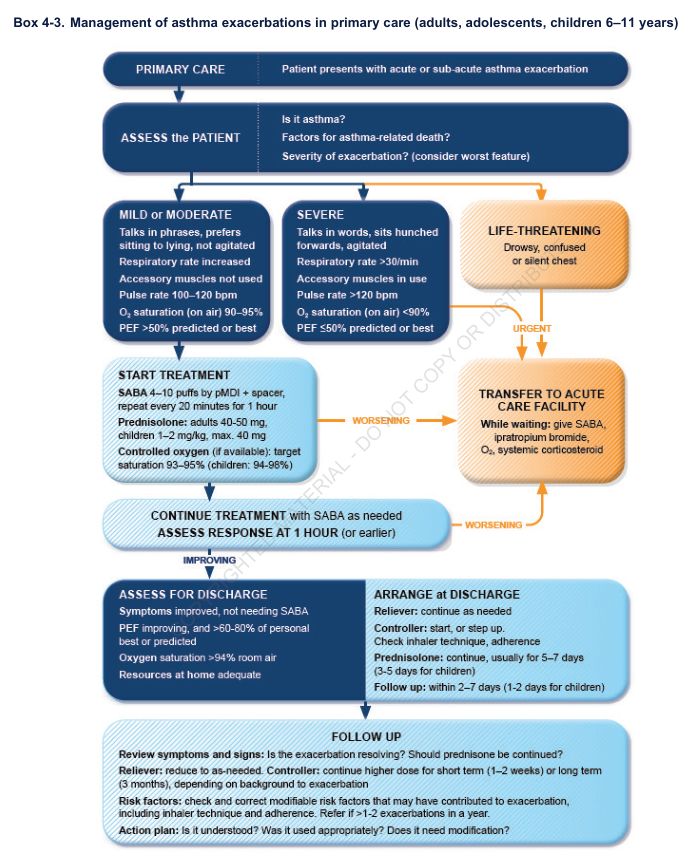 Box 4-3. Management of asthma exacerbations in primary care (adults, adolescents, children 6–11 years)
PRIMARY CARE
Patient presents with acute or sub-acute asthma exacerbation
ASSESS the PATIENT
Is it asthma?
Factors for asthma-related death?
Severity of exacerbation? (consider worst feature)
MILD or MODERATE
Talks in phrases, prefers
sitting to lying, not agitated
Respiratory rate increased
Accessory muscles not used
Pulse rate 100–120 bpm
O₂ saturation (on air) 90–95%
PEF >50% predicted or best
SEVERE
Talks in words, sits hunched
forwards, agitated
Respiratory rate >30/min
Accessory muscles in use
Pulse rate >120 bpm
O₂ saturation (on air) <90%
PEF ≤50% predicted or best
LIFE-THREATENING
Drowsy, confused
or silent chest
URGENT
START TREATMENT
SABA 4–10 puffs by pMDI + spacer,
repeat every 20 minutes for 1 hour
Prednisolone: adults 40-50 mg,
children 1–2 mg/kg, max. 40 mg
Controlled oxygen (if available): target
saturation 93–95% (children: 94-98%)
WORSENING
TRANSFER TO ACUTE
CARE FACILITY
While waiting: give SABA,
ipratropium bromide,
O₂, systemic corticosteroid
CONTINUE TREATMENT with SABA as needed
ASSESS RESPONSE AT 1 HOUR (or earlier)
WORSENING
IMPROVING
ASSESS FOR DISCHARGE
Symptoms improved, not needing SABA
PEF improving, and >60-80% of personal
best or predicted
Oxygen saturation >94% room air
Resources at home adequate
ARRANGE at DISCHARGE
Reliever: continue as needed
Controller: start, or step up.
Check inhaler technique, adherence
Prednisolone: continue, usually for 5–7 days
(3-5 days for children)
Follow up: within 2–7 days (1-2 days for children)
FOLLOW UP
Review symptoms and signs: Is the exacerbation resolving? Should prednisone be continued?
Reliever: reduce to as-needed. Controller: continue higher dose for short term (1–2 weeks) or long term
(3 months), depending on background to exacerbation
Risk factors: check and correct modifiable risk factors that may have contributed to exacerbation,
including inhaler technique and adherence. Refer if >1-2 exacerbations in a year.
Action plan: Is it understood? Was it used appropriately? Does it need modification?
COPYRIGHTED MATERIAL - DO NOT COPY OR DISTRIBUTE